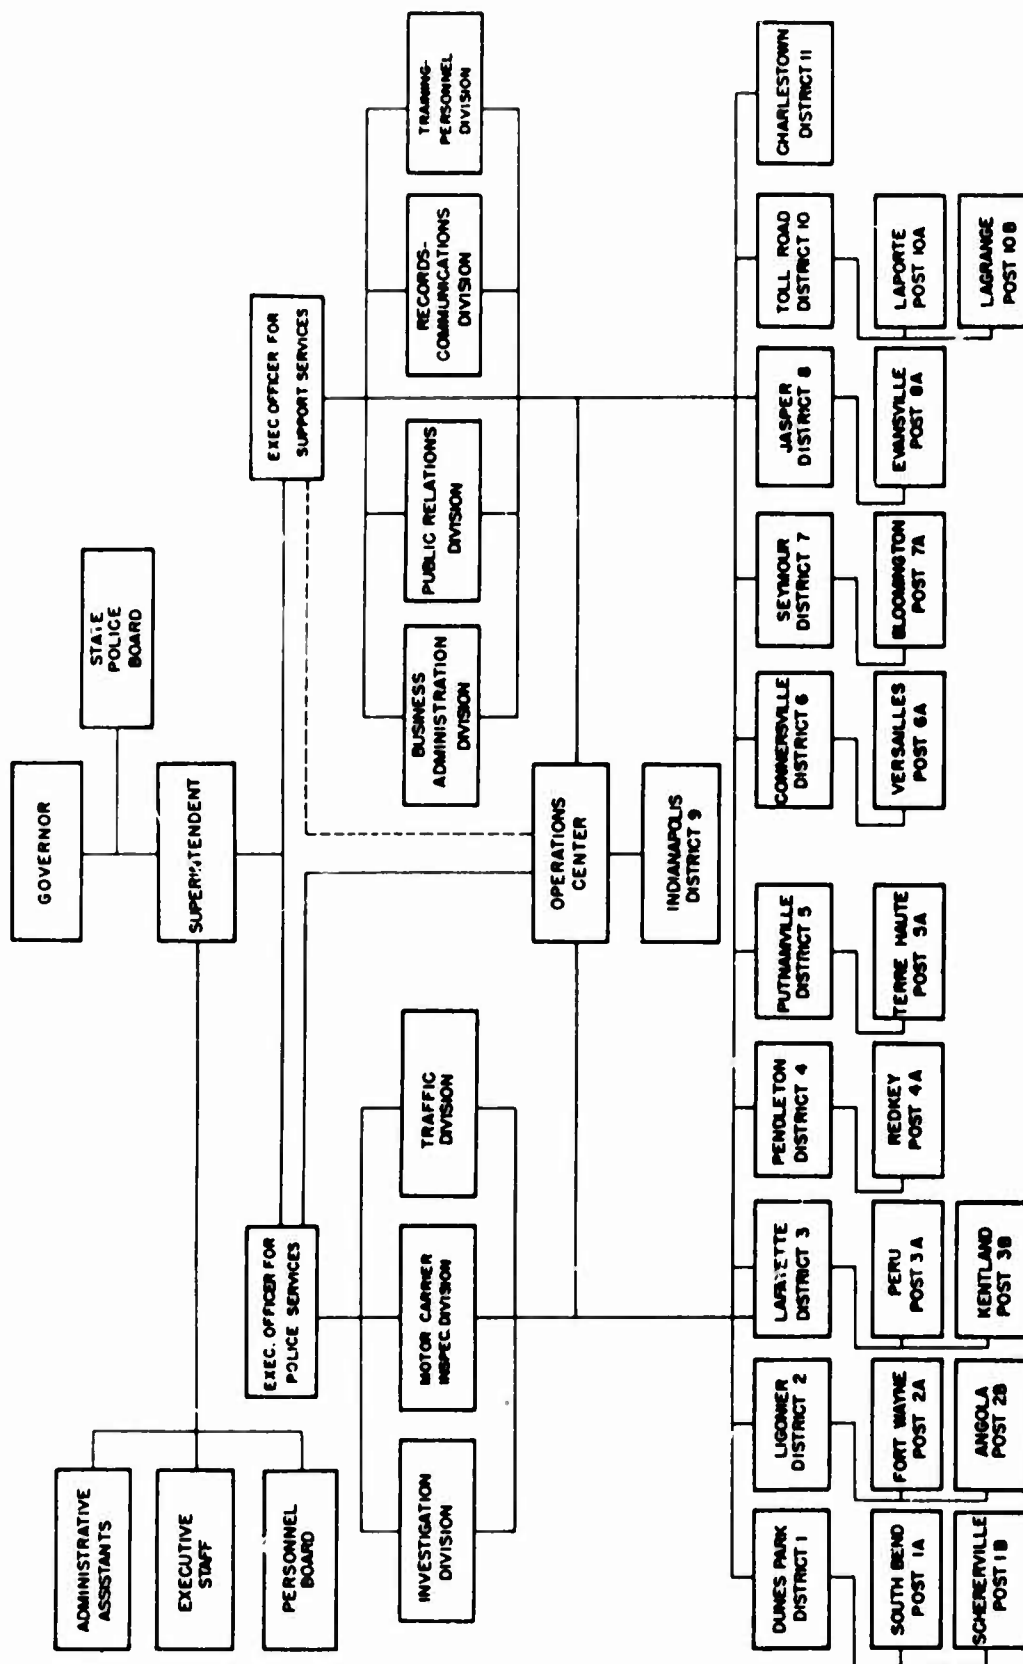 GOVERNOR
STATE
POLICE
BOARD
SUPERINTENDENT
ADMINISTRATIVE
ASSISTANTS
EXECUTIVE
STAFF
PERSONNEL
BOARD
EXEC. OFFICER FOR
POLICE SERVICES
EXEC OFFICER FOR
SUPPORT SERVICES
INVESTIGATION
DIVISION
MOTOR CARRIER
INSPEC. DIVISION
TRAFFIC
DIVISION
BUSINESS
ADMINISTRATION
DIVISION
PUBLIC RELATIONS
DIVISION
RECORDS-
COMMUNICATIONS
DIVISION
TRAINING-
PERSONNEL
DIVISION
OPERATIONS
CENTER
INDIANAPOLIS
DISTRICT 9
DUNES PARK
DISTRICT 1
LIGONIER
DISTRICT 2
LAFAYETTE
DISTRICT 3
PENDLETON
DISTRICT 4
PUTNAMVILLE
DISTRICT 5
CONNERSVILLE
DISTRICT 6
SEYMOUR
DISTRICT 7
JASPER
DISTRICT 8
TOLL ROAD
DISTRICT 10
CHARLESTOWN
DISTRICT 11
SOUTH BEND
POST 1A
FORT WAYNE
POST 2A
PERU
POST 3A
REDKEY
POST 4A
TERRE HAUTE
POST 5A
VERSAILLES
POST 6A
BLOOMINGTON
POST 7A
EVANSVILLE
POST 8A
LAPORTE
POST 10A
SCHERERVILLE
POST 1B
ANGOLA
POST 2B
KENTLAND
POST 3B
LAGRANGE
POST 10B